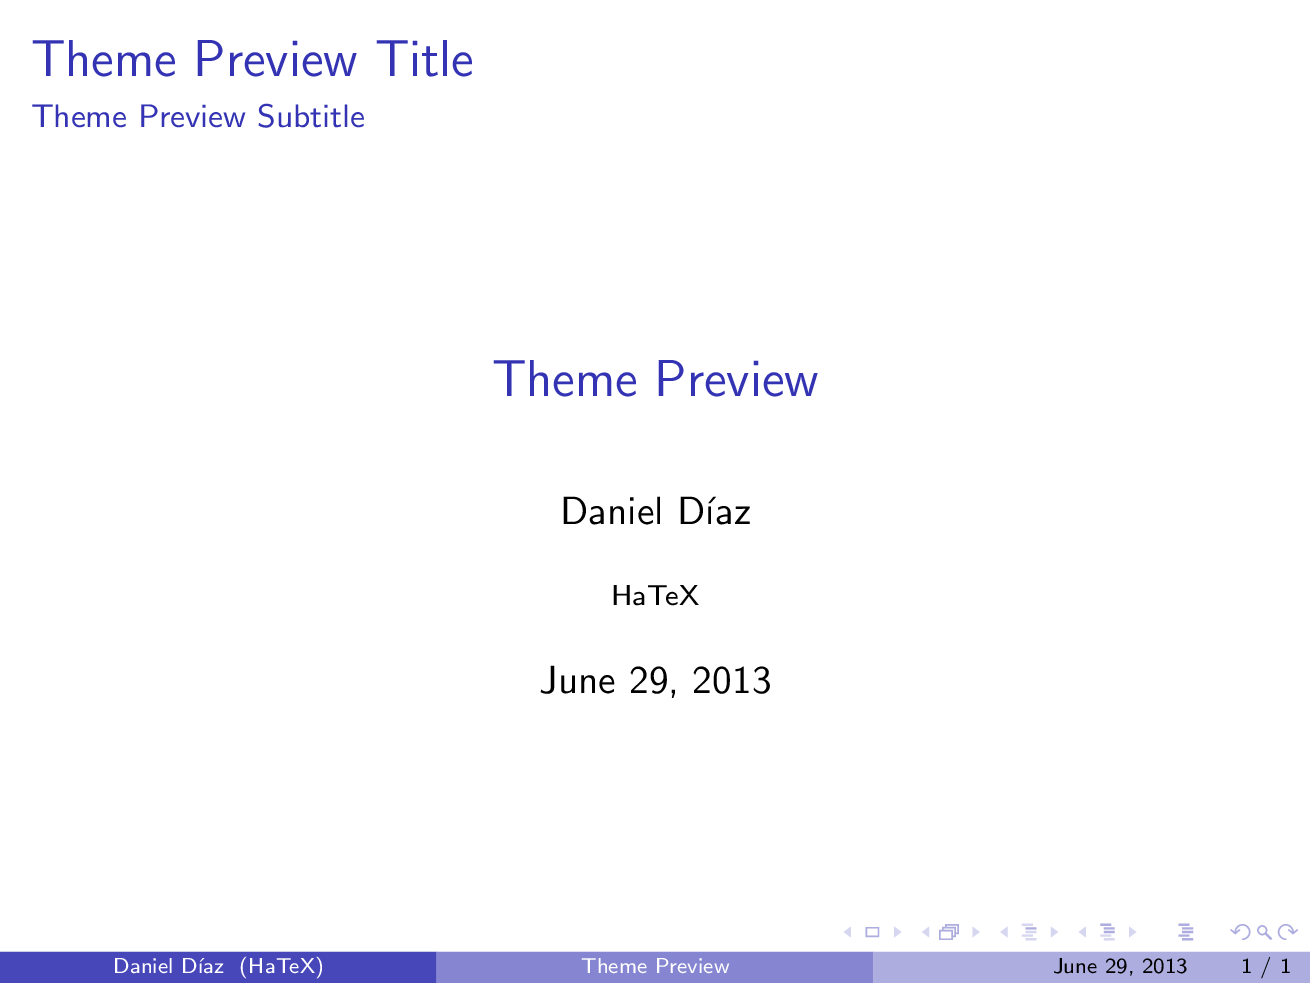 Theme Preview Title
Theme Preview Subtitle
Theme Preview
Daniel Díaz
HaTeX
June 29, 2013
Daniel Díaz (HaTeX) Theme Preview June 29, 2013 1 / 1